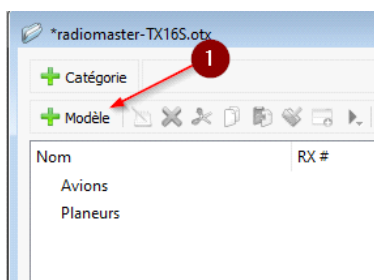 *radiomaster-TX16S.otx
1
Catégorie
Modèle
Nom RX #
Avions
Planeurs